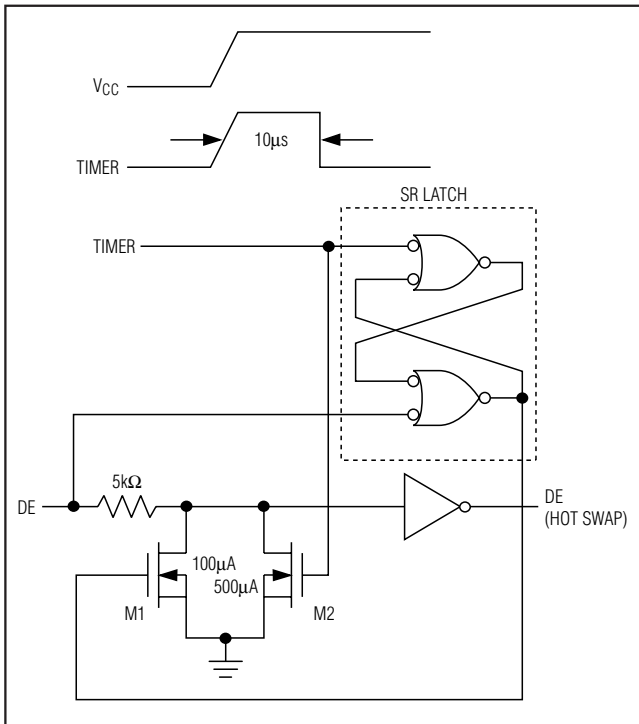 VCC
10µs
TIMER
SR LATCH
TIMER
5kΩ
DE
DE
(HOT SWAP)
100µA
500µA
M1
M2